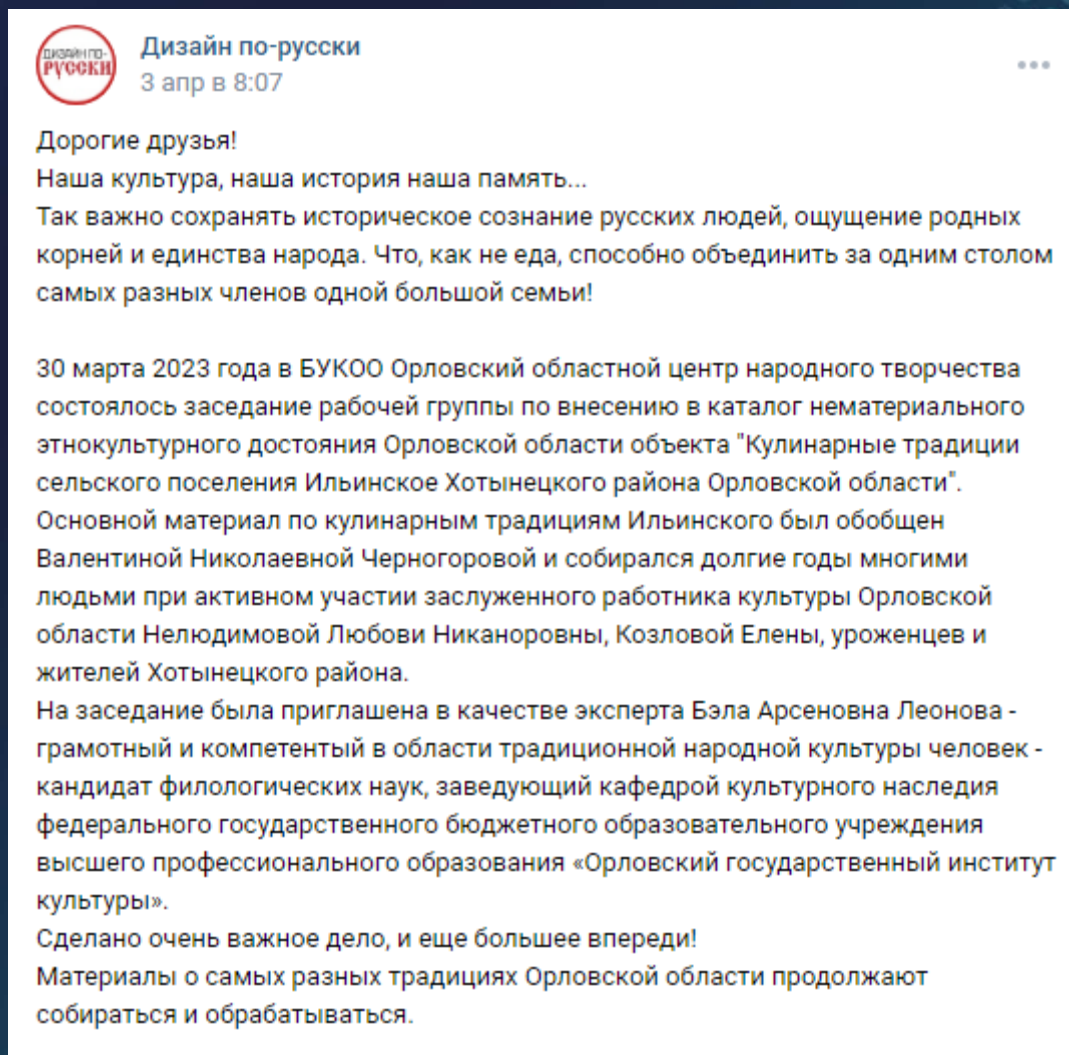 ДИЗАЙН ПО-
РУССКИ
Дизайн по-русски
3 апр в 8:07
Дорогие друзья!
Наша культура, наша история наша память...
Так важно сохранять историческое сознание русских людей, ощущение родных
корней и единства народа. Что, как не еда, способно объединить за одним столом
самых разных членов одной большой семьи!
30 марта 2023 года в БУКОО Орловский областной центр народного творчества
состоялось заседание рабочей группы по внесению в каталог нематериального
этнокультурного достояния Орловской области объекта "Кулинарные традиции
сельского поселения Ильинское Хотынецкого района Орловской области".
Основной материал по кулинарным традициям Ильинского был обобщен
Валентиной Николаевной Черногоровой и собирался долгие годы многими
людьми при активном участии заслуженного работника культуры Орловской
области Нелюдимовой Любови Никаноровны, Козловой Елены, уроженцев и
жителей Хотынецкого района.
На заседание была приглашена в качестве эксперта Бэла Арсеновна Леонова -
грамотный и компетентый в области традиционной народной культуры человек -
кандидат филологических наук, заведующий кафедрой культурного наследия
федерального государственного бюджетного образовательного учреждения
высшего профессионального образования «Орловский государственный институт
культуры».
Сделано очень важное дело, и еще большее впереди!
Материалы о самых разных традициях Орловской области продолжают
собираться и обрабатываться.